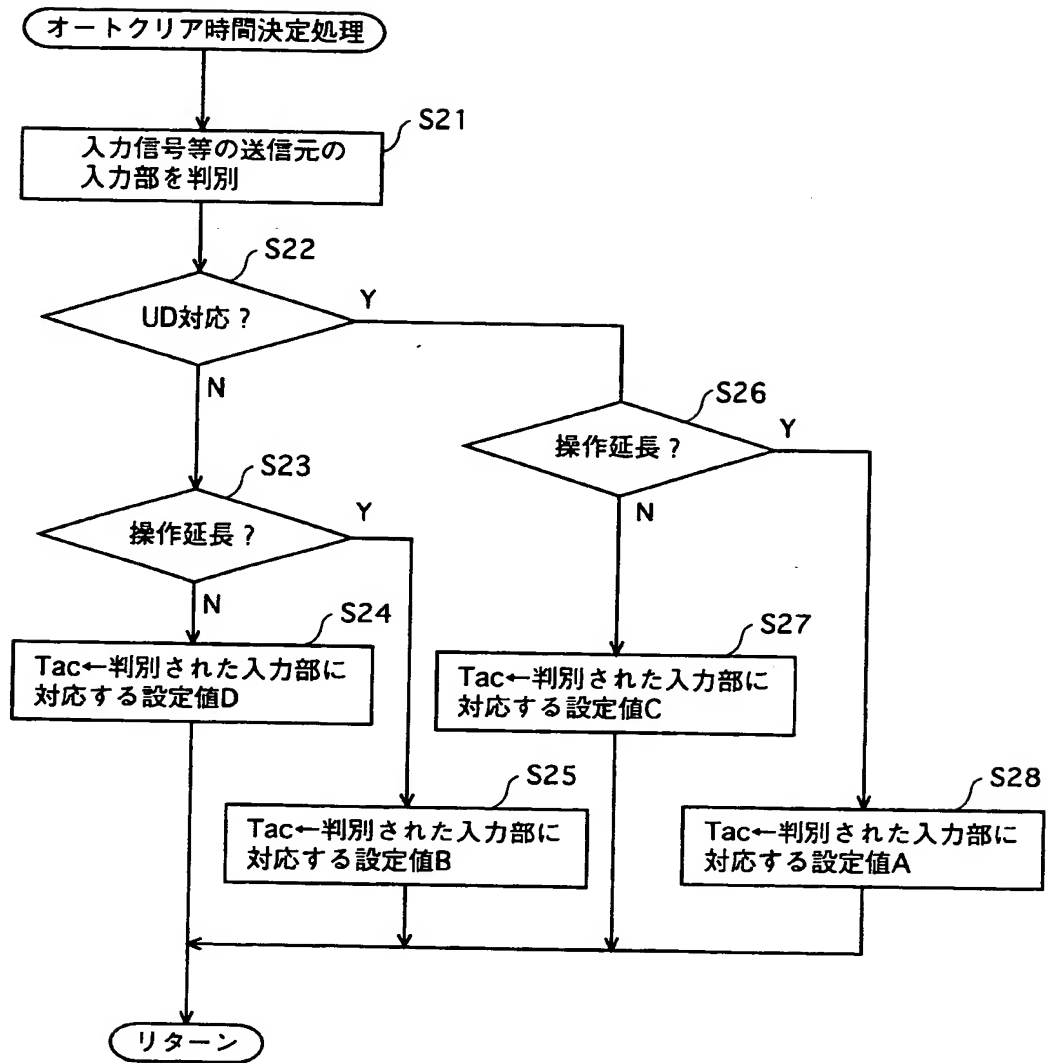 オートクリア時間決定処理
S21
入力信号等の送信元の
入力部を判別
S22
UD対応？
Y
N
S26
操作延長？
Y
N
S23
操作延長？
Y
N
S24
Tac←判別された入力部に
対応する設定値D
S27
Tac←判別された入力部に
対応する設定値C
S25
Tac←判別された入力部に
対応する設定値B
S28
Tac←判別された入力部に
対応する設定値A
リターン